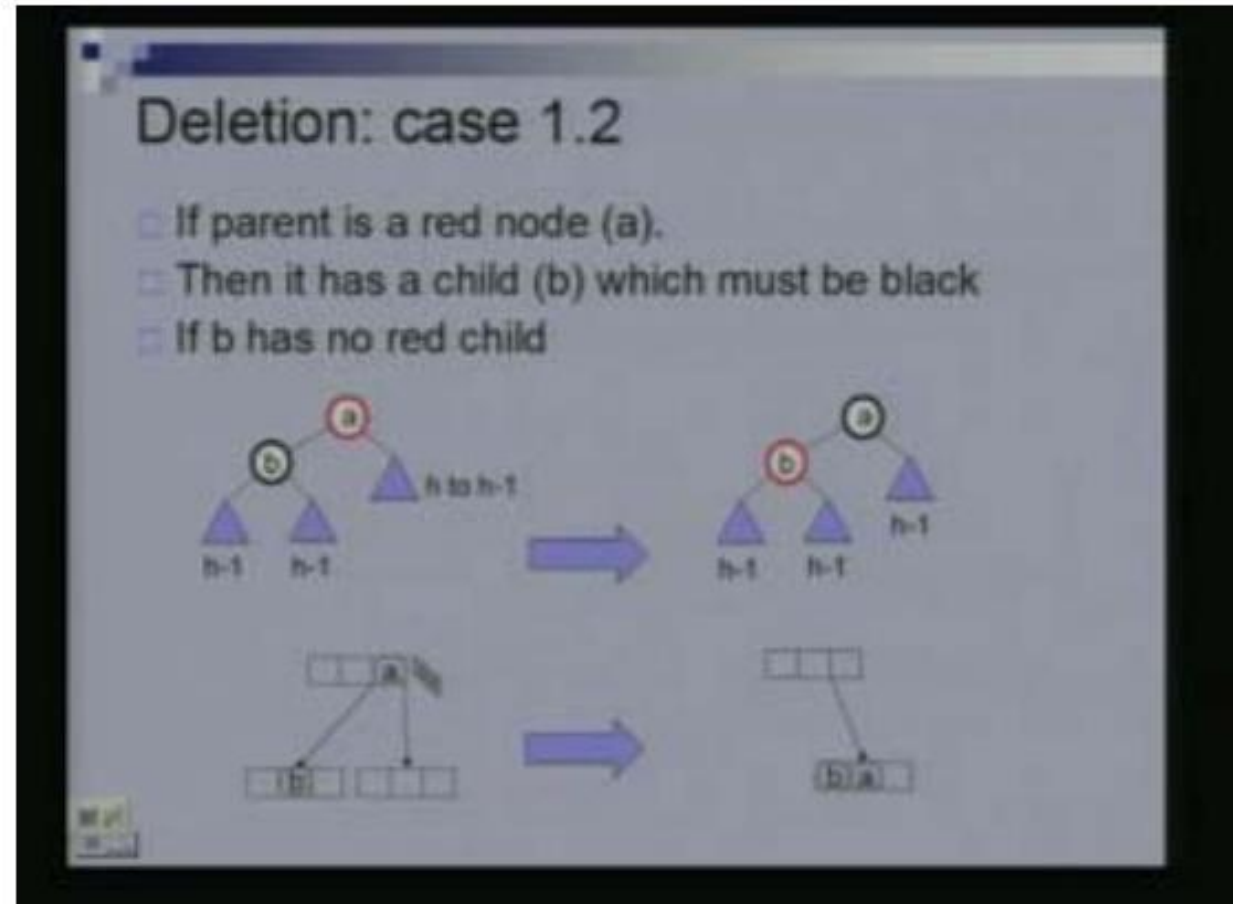 Deletion: case 1.2
If parent is a red node (a).
Then it has a child (b) which must be black
If b has no red child
a
b
h to h-1
h-1 h-1
a
b
h-1
h-1 h-1
a
b
b a